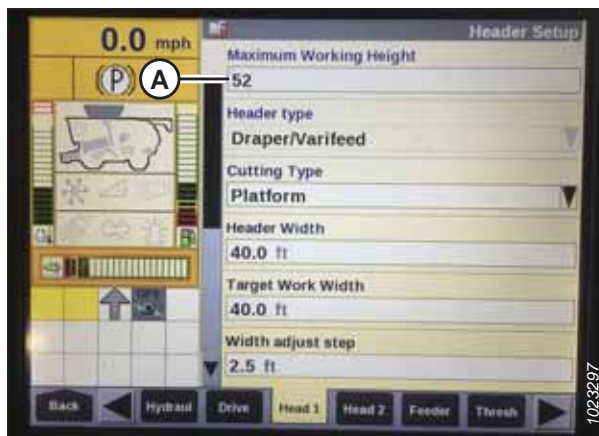 0.0 mph
(P)
A
Header Setup
Maximum Working Height
52
Header type
Draper/Varifeed
Cutting Type
Platform
Header Width
40.0 ft
Target Work Width
40.0 ft
Width adjust step
2.5 ft
Back
Hydraul
Drive
Head 1
Head 2
Feeder
Thresh
1023297